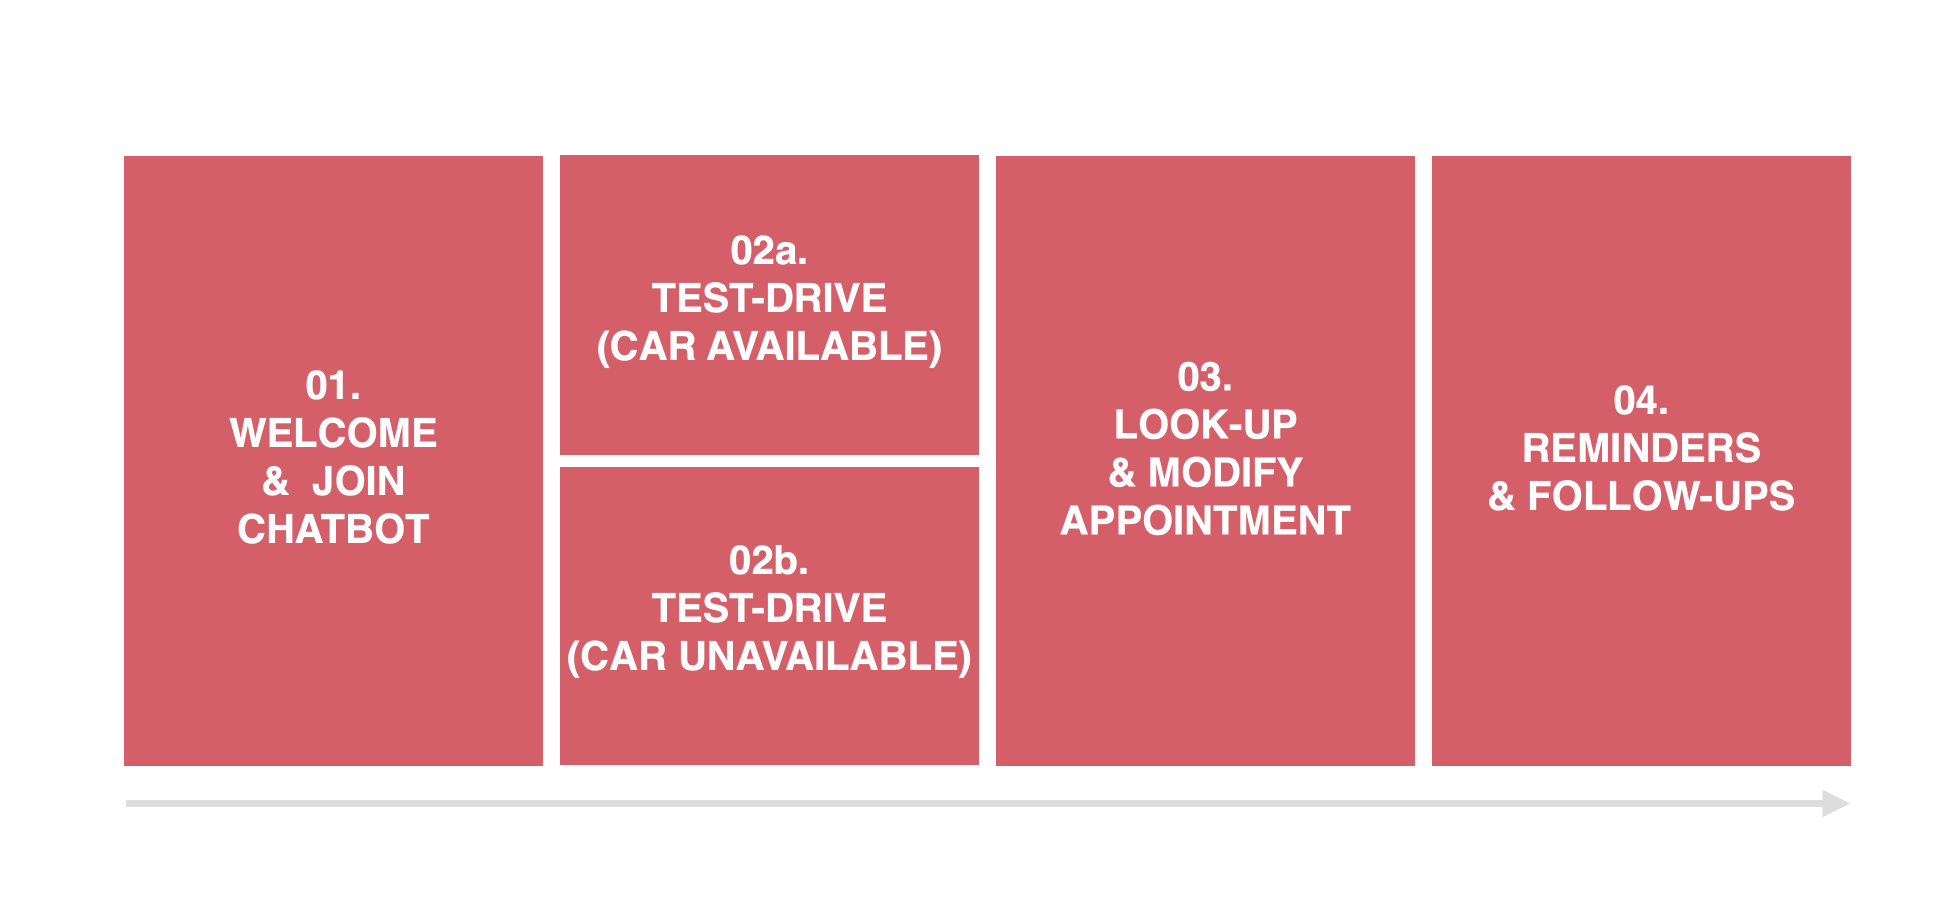 01.
WELCOME
& JOIN
CHATBOT
02a.
TEST-DRIVE
(CAR AVAILABLE)
02b.
TEST-DRIVE
(CAR UNAVAILABLE)
03.
LOOK-UP
& MODIFY
APPOINTMENT
04.
REMINDERS
& FOLLOW-UPS